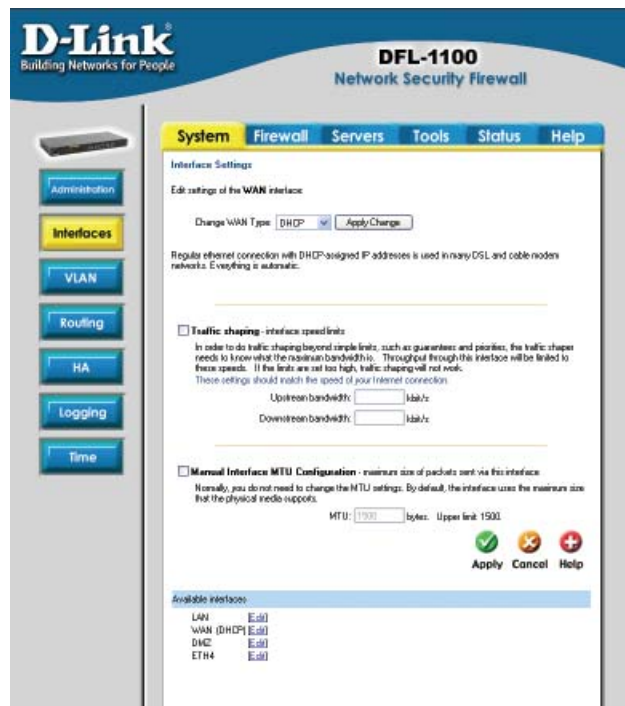 D-Link
Building Networks for People
DFL-1100
Network Security Firewall
System Firewall Servers Tools Status Help
Administration
Interfaces
VLAN
Routing
HA
Logging
Time
Interface Settings
Edit settings of the WAN interface
Change WAN Type: DHCP Apply Change
Regular ethernet connection with DHCP-assigned IP addresses is used in many DSL and cable modem
networks. Everything is automatic.
Traffic shaping - interface speed limits
In order to do traffic shaping beyond simple limits, such as guarantees and priorities, the traffic shaper
needs to know what the maximum bandwidth is. Throughput through this interface will be limited to
these speeds. If the limits are set too high, traffic shaping will not work.
These settings should match the speed of your Internet connection.
Upstream bandwidth: kbit/s
Downstream bandwidth: kbit/s
Manual Interface MTU Configuration - maximum size of packets sent via this interface
Normally, you do not need to change the MTU settings. By default, the interface uses the maximum size
that the physical media supports.
MTU: 1500 bytes. Upper limit 1500.
Apply Cancel Help
Available interfaces
LAN [Edit]
WAN (DHCP) [Edit]
DMZ [Edit]
ETH4 [Edit]